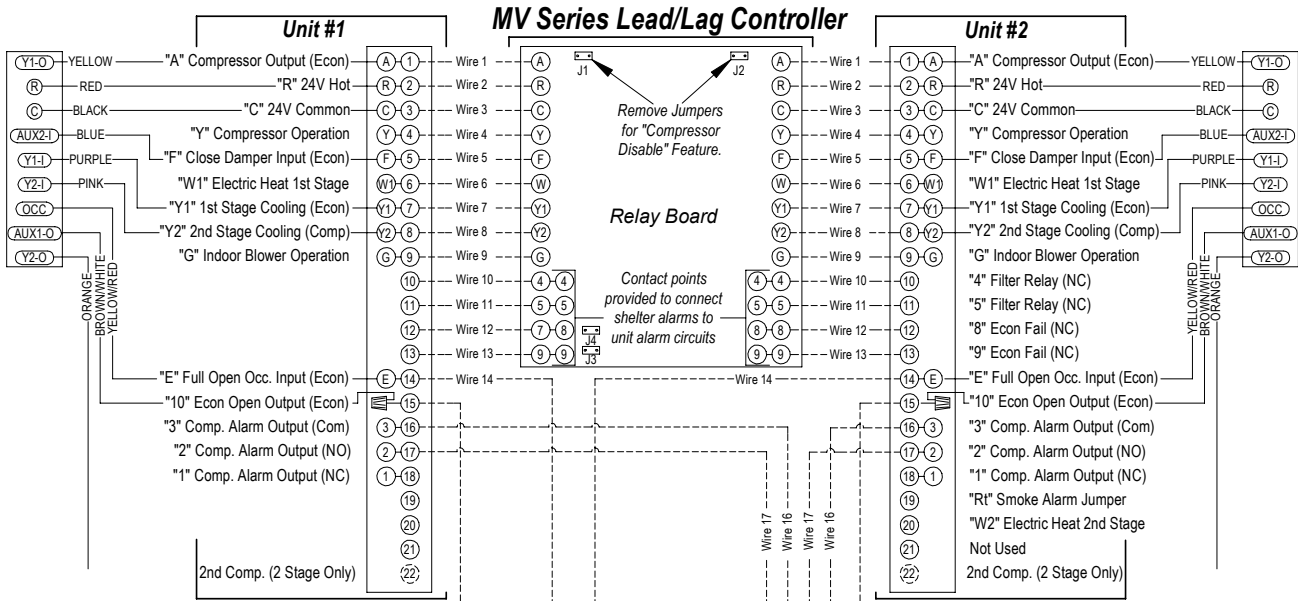 MV Series Lead/Lag Controller
Unit #1
Unit #2
Y1-O YELLOW "A" Compressor Output (Econ) A 1 Wire 1 A
R RED "R" 24V Hot R 2 Wire 2 R
C BLACK "C" 24V Common C 3 Wire 3 C
AUX2-I BLUE "Y" Compressor Operation Y 4 Wire 4 Y
Y1-I PURPLE "F" Close Damper Input (Econ) F 5 Wire 5 F
Y2-I PINK "W1" Electric Heat 1st Stage W1 6 Wire 6 W
OCC "Y1" 1st Stage Cooling (Econ) Y1 7 Wire 7 Y1
AUX1-O "Y2" 2nd Stage Cooling (Comp) Y2 8 Wire 8 Y2
Y2-O "G" Indoor Blower Operation G 9 Wire 9 G
10 Wire 10 4 4
11 Wire 11 5 5
12 Wire 12 7 8
13 Wire 13 9 9
ORANGE
BROWN/WHITE
YELLOW/RED
"E" Full Open Occ. Input (Econ) E 14 Wire 14
"10" Econ Open Output (Econ) 15
"3" Comp. Alarm Output (Com) 3 16
"2" Comp. Alarm Output (NO) 2 17
"1" Comp. Alarm Output (NC) 1 18
19
20
21
2nd Comp. (2 Stage Only) 22
J1
J2
Remove Jumpers
for "Compressor
Disable" Feature.
Relay Board
Contact points
provided to connect
shelter alarms to
unit alarm circuits
J4
J3
A Wire 1 1 A "A" Compressor Output (Econ) YELLOW Y1-O
R Wire 2 2 R "R" 24V Hot RED R
C Wire 3 3 C "C" 24V Common BLACK C
Y Wire 4 4 Y "Y" Compressor Operation BLUE AUX2-I
F Wire 5 5 F "F" Close Damper Input (Econ) PURPLE Y1-I
W Wire 6 6 W1 "W1" Electric Heat 1st Stage PINK Y2-I
Y1 Wire 7 7 Y1 "Y1" 1st Stage Cooling (Econ) OCC
Y2 Wire 8 8 Y2 "Y2" 2nd Stage Cooling (Comp) AUX1-O
G Wire 9 9 G "G" Indoor Blower Operation Y2-O
4 4 Wire 10 10 "4" Filter Relay (NC)
5 5 Wire 11 11 "5" Filter Relay (NC)
8 8 Wire 12 12 "8" Econ Fail (NC)
9 9 Wire 13 13 "9" Econ Fail (NC)
YELLOW/RED
BROWN/WHITE
ORANGE
Wire 14 14 E "E" Full Open Occ. Input (Econ)
15 "10" Econ Open Output (Econ)
16 3 "3" Comp. Alarm Output (Com)
17 2 "2" Comp. Alarm Output (NO)
18 1 "1" Comp. Alarm Output (NC)
19 "Rt" Smoke Alarm Jumper
20 "W2" Electric Heat 2nd Stage
21 Not Used
22 2nd Comp. (2 Stage Only)
Wire 17
Wire 16
Wire 17
Wire 16